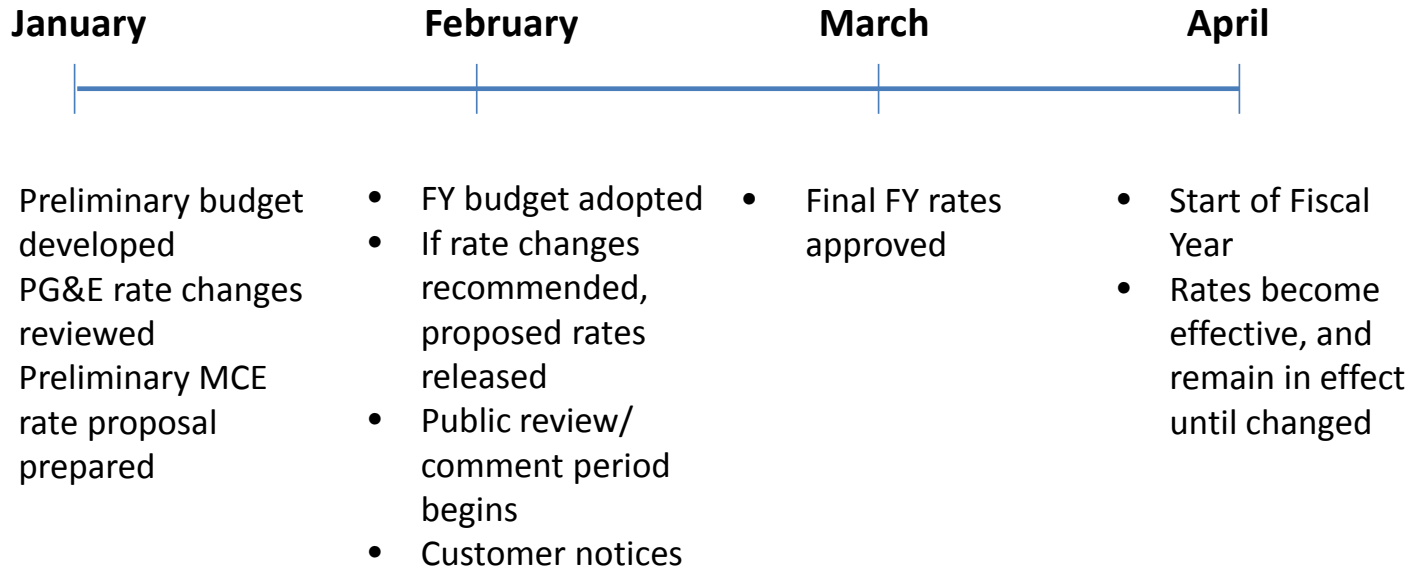 January
February
March
April
Preliminary budget
developed
PG&E rate changes
reviewed
Preliminary MCE
rate proposal
prepared
• FY budget adopted
• If rate changes
recommended,
proposed rates
released
• Public review/
comment period
begins
• Customer notices
• Final FY rates
approved
• Start of Fiscal
Year
• Rates become
effective, and
remain in effect
until changed